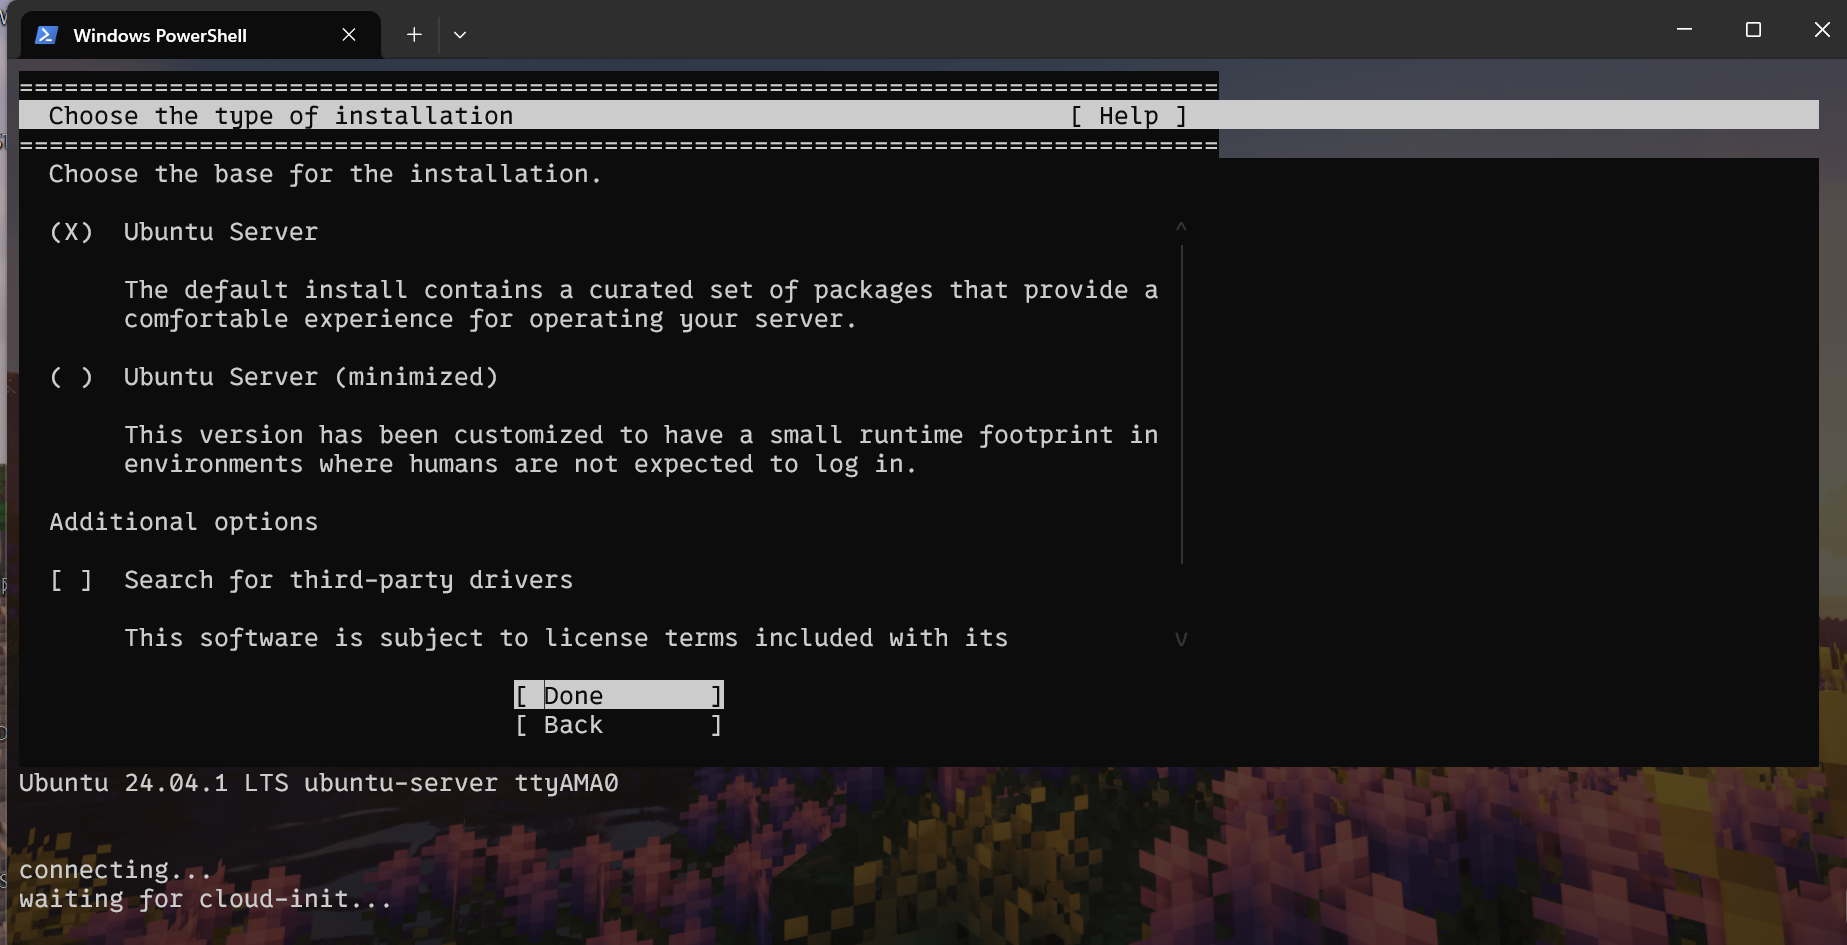 Windows PowerShell
================================================================================
Choose the type of installation [ Help ]
================================================================================
Choose the base for the installation.
(X) Ubuntu Server
The default install contains a curated set of packages that provide a
comfortable experience for operating your server.
( ) Ubuntu Server (minimized)
This version has been customized to have a small runtime footprint in
environments where humans are not expected to log in.
Additional options
[ ] Search for third-party drivers
This software is subject to license terms included with its
[ Done ]
[ Back ]
Ubuntu 24.04.1 LTS ubuntu-server ttyAMA0
connecting...
waiting for cloud-init...